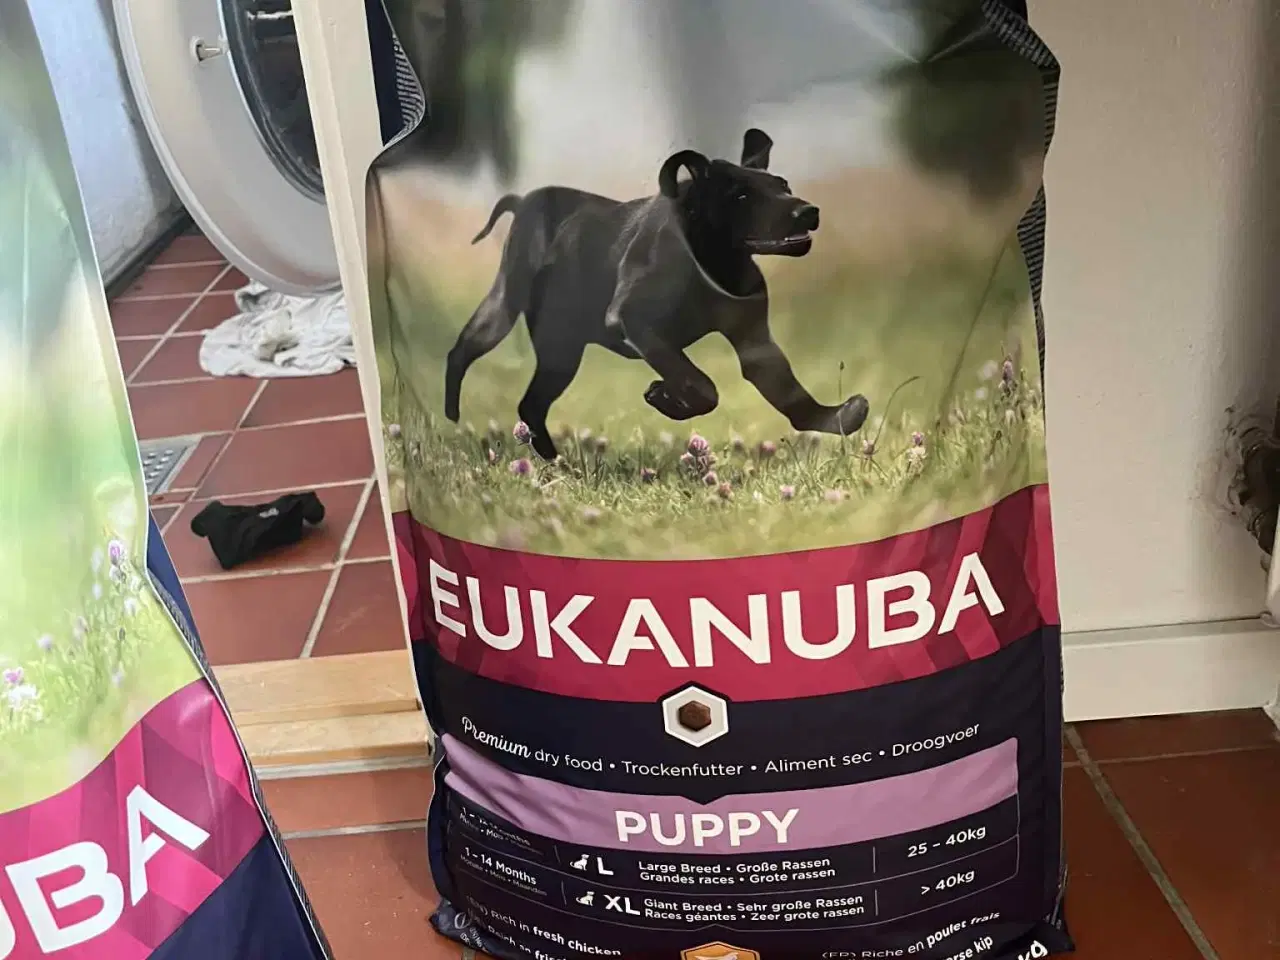 EUKANUBA
Premium dry food • Trockenfutter • Aliment sec • Droogvoer
PUPPY
L
Large Breed • Große Rassen
Grandes races • Grote rassen
25 - 40kg
1 - 14 Months
XL
Giant Breed • Sehr große Rassen
Races géantes • Zeer grote rassen
> 40kg
Rich in fresh chicken
Riche en poulet frais
kip
kg
UBA